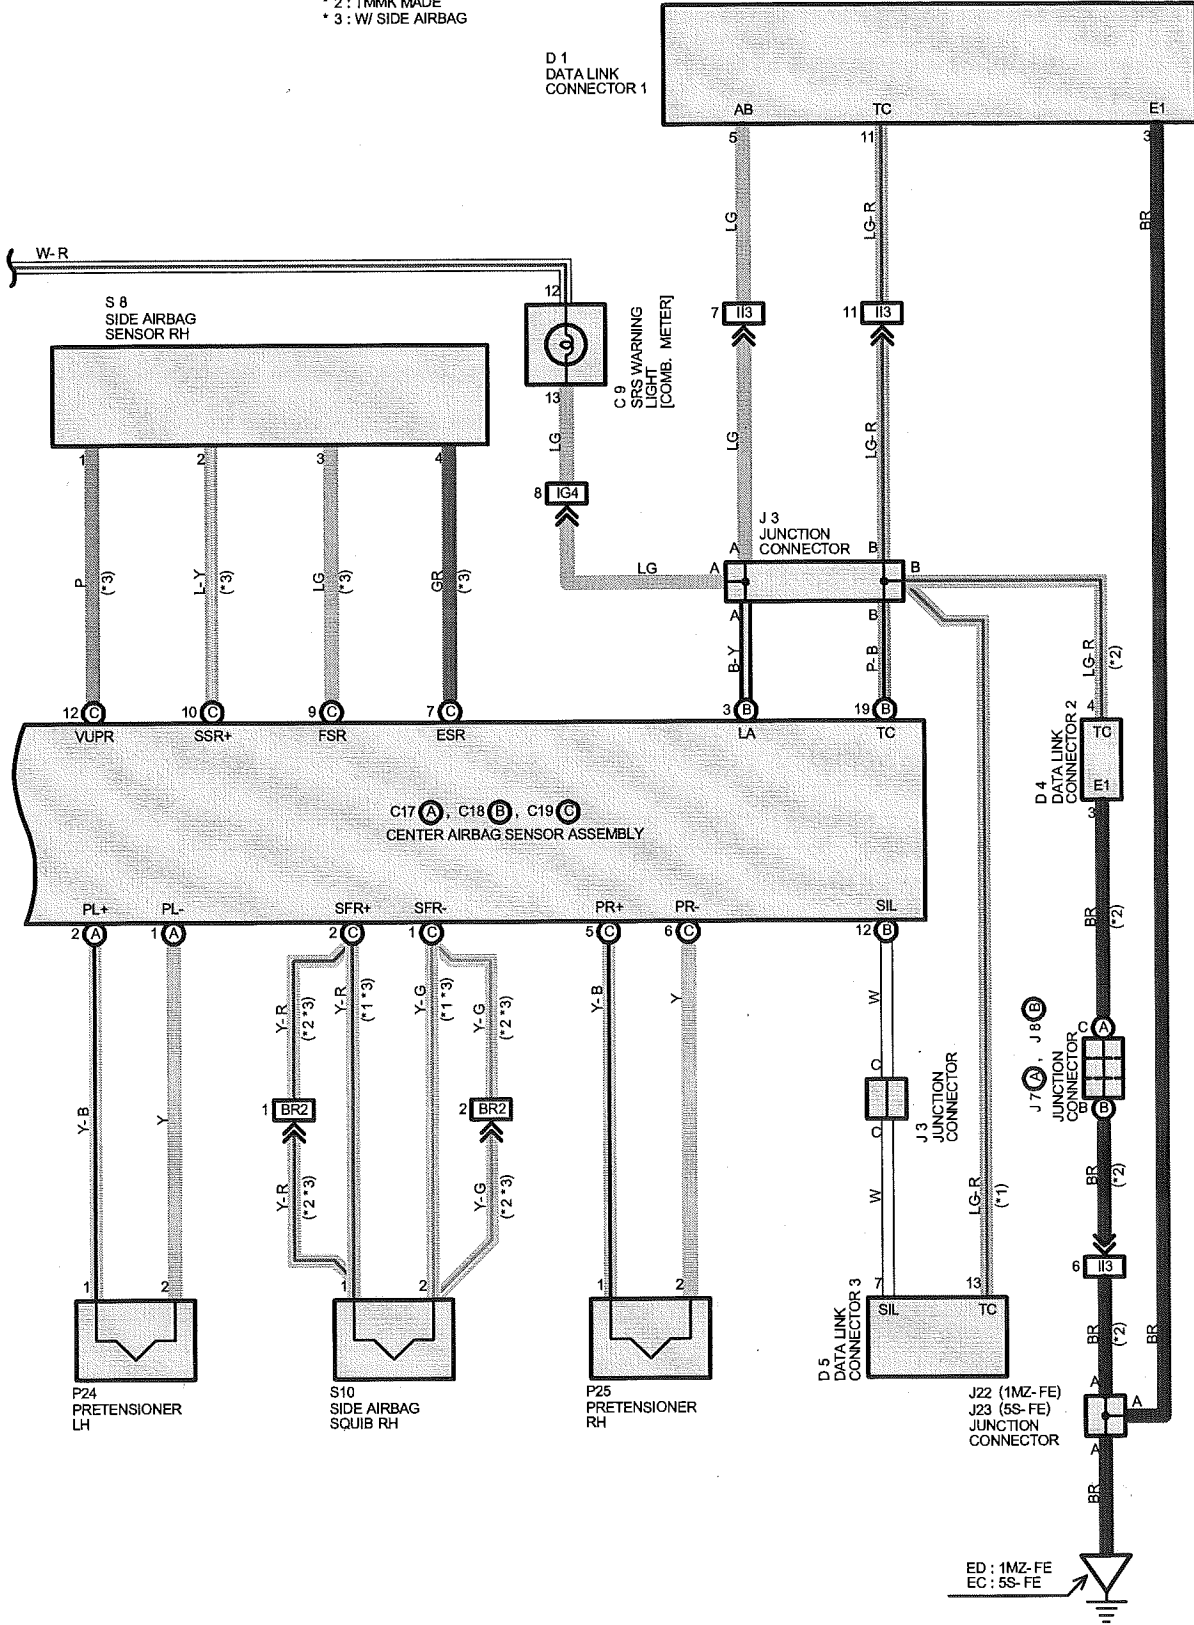 * 2 : TMMK MADE
* 3 : W/ SIDE AIRBAG
D 1
DATA LINK
CONNECTOR 1
AB
TC
E1
5
11
3
LG
LG-R
BR
W-R
S 8
SIDE AIRBAG
SENSOR RH
12
C 9
SRS WARNING
LIGHT
[COMB. METER]
13
7 II3
11 II3
LG
LG
LG-R
8 IG4
1
2
3
4
J 3
JUNCTION
CONNECTOR
A
B
A
B
LG
A
B
P
(*3)
L-Y
(*3)
LG
(*3)
GR
(*3)
B-Y
P-B
LG-R
(*2)
12 C
10 C
9 C
7 C
3 B
19 B
4
VUPR
SSR+
FSR
ESR
LA
TC
TC
E1
D 4
DATA LINK
CONNECTOR 2
3
C17 A , C18 B , C19 C
CENTER AIRBAG SENSOR ASSEMBLY
PL+
PL-
SFR+
SFR-
PR+
PR-
SIL
2 A
1 A
2 C
1 C
5 C
6 C
12 B
BR
(*2)
Y-R
(*2 *3)
Y-R
(*1 *3)
Y-G
(*1 *3)
Y-G
(*2 *3)
Y-B
Y
W
C A
J 7 A , J 8 B
JUNCTION
CONNECTOR
B B
C
J 3
JUNCTION
CONNECTOR
C
1 BR2
2 BR2
Y-B
Y
Y-R
(*2 *3)
Y-G
(*2 *3)
W
LG-R
(*1)
BR
(*2)
6 II3
1
2
1
2
1
2
7
13
SIL
TC
D 5
DATA LINK
CONNECTOR 3
BR
(*2)
BR
P24
PRETENSIONER
LH
S10
SIDE AIRBAG
SQUIB RH
P25
PRETENSIONER
RH
J22 (1MZ-FE)
J23 (5S-FE)
JUNCTION
CONNECTOR
A
A
A
BR
ED : 1MZ-FE
EC : 5S-FE